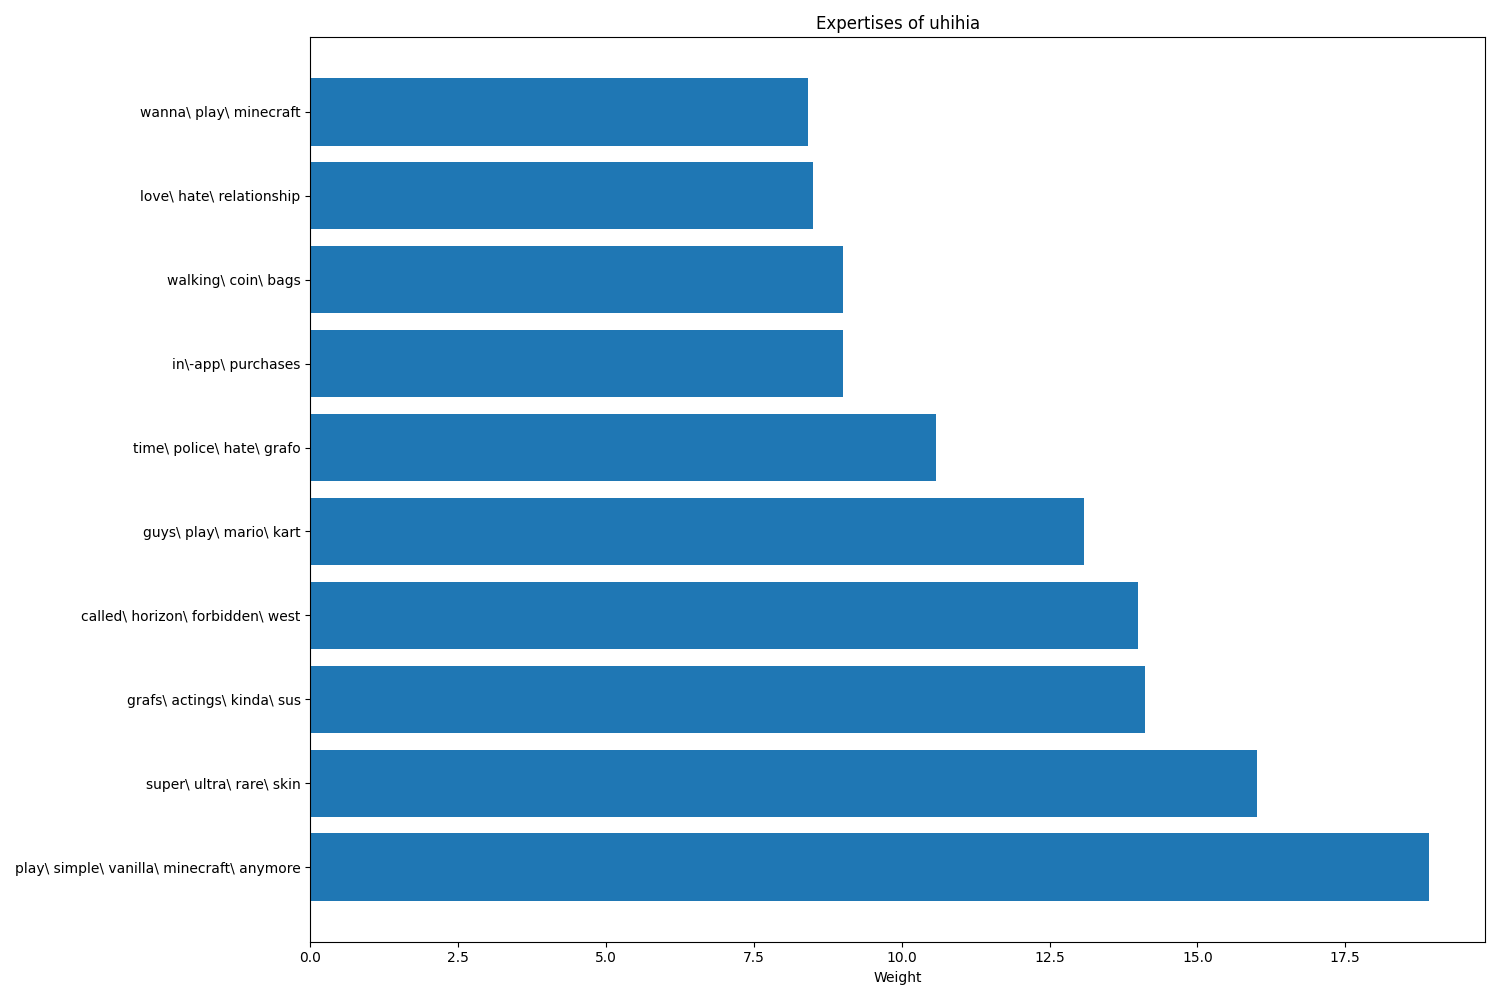 Expertises of uhihia
wanna\ play\ minecraft
love\ hate\ relationship
walking\ coin\ bags
in\-app\ purchases
time\ police\ hate\ grafo
guys\ play\ mario\ kart
called\ horizon\ forbidden\ west
grafs\ actings\ kinda\ sus
super\ ultra\ rare\ skin
play\ simple\ vanilla\ minecraft\ anymore
0.0 2.5 5.0 7.5 10.0 12.5 15.0 17.5
Weight